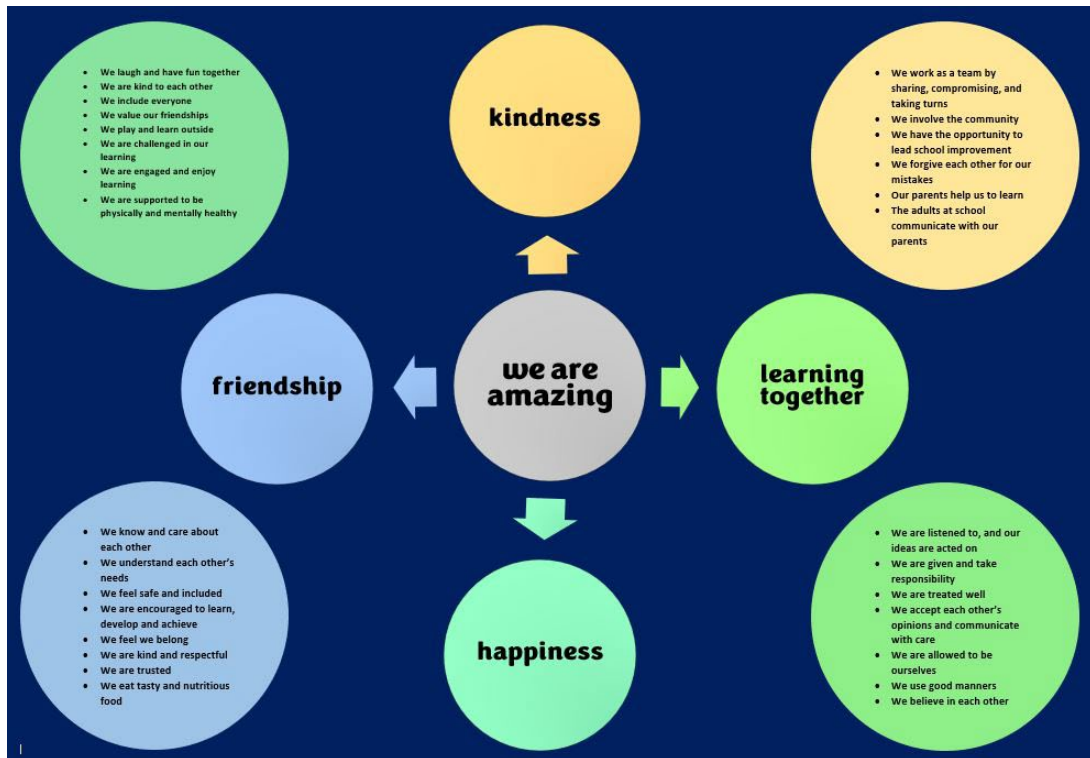 • We laugh and have fun together
• We are kind to each other
• We include everyone
• We value our friendships
• We play and learn outside
• We are challenged in our
learning
• We are engaged and enjoy
learning
• We are supported to be
physically and mentally healthy
kindness
• We work as a team by
sharing, compromising, and
taking turns
• We involve the community
• We have the opportunity to
lead school improvement
• We forgive each other for our
mistakes
• Our parents help us to learn
• The adults at school
communicate with our
parents
friendship
we are
amazing
learning
together
• We know and care about
each other
• We understand each other’s
needs
• We feel safe and included
• We are encouraged to learn,
develop and achieve
• We feel we belong
• We are kind and respectful
• We are trusted
• We eat tasty and nutritious
food
happiness
• We are listened to, and our
ideas are acted on
• We are given and take
responsibility
• We are treated well
• We accept each other’s
opinions and communicate
with care
• We are allowed to be
ourselves
• We use good manners
• We believe in each other